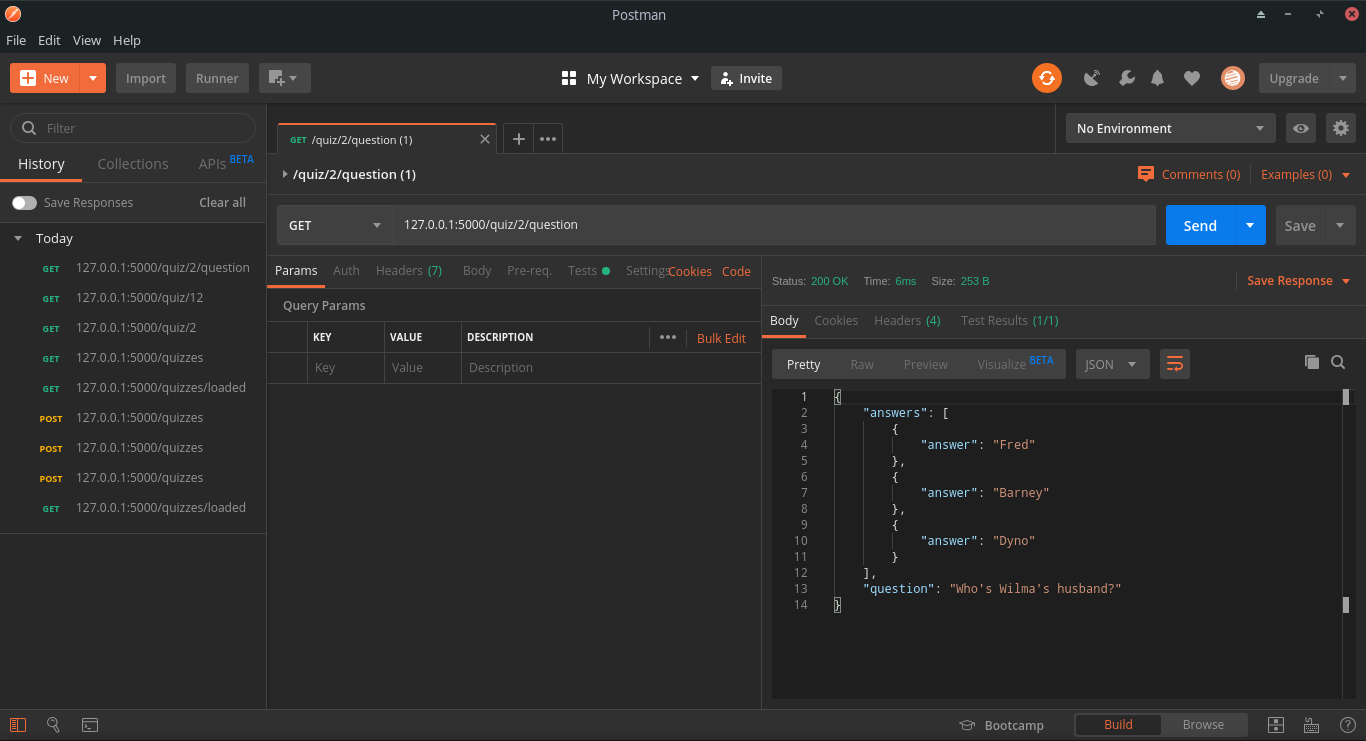 Postman
File Edit View Help
New Import Runner My Workspace Invite Upgrade
Filter
History Collections APIs BETA
Save Responses Clear all
Today
GET 127.0.0.1:5000/quiz/2/question
GET 127.0.0.1:5000/quiz/12
GET 127.0.0.1:5000/quiz/2
GET 127.0.0.1:5000/quizzes
GET 127.0.0.1:5000/quizzes/loaded
POST 127.0.0.1:5000/quizzes
POST 127.0.0.1:5000/quizzes
POST 127.0.0.1:5000/quizzes
GET 127.0.0.1:5000/quizzes/loaded
GET /quiz/2/question (1)
No Environment
/quiz/2/question (1)
Comments (0) Examples (0)
GET 127.0.0.1:5000/quiz/2/question Send Save
Params Auth Headers (7) Body Pre-req. Tests Settings Cookies Code
Query Params
KEY VALUE DESCRIPTION Bulk Edit
Key Value Description
Status: 200 OK Time: 6ms Size: 253 B Save Response
Body Cookies Headers (4) Test Results (1/1)
Pretty Raw Preview Visualize BETA JSON
1 {
2 "answers": [
3 {
4 "answer": "Fred"
5 },
6 {
7 "answer": "Barney"
8 },
9 {
10 "answer": "Dyno"
11 }
12 ],
13 "question": "Who's Wilma's husband?"
14 }
Bootcamp Build Browse